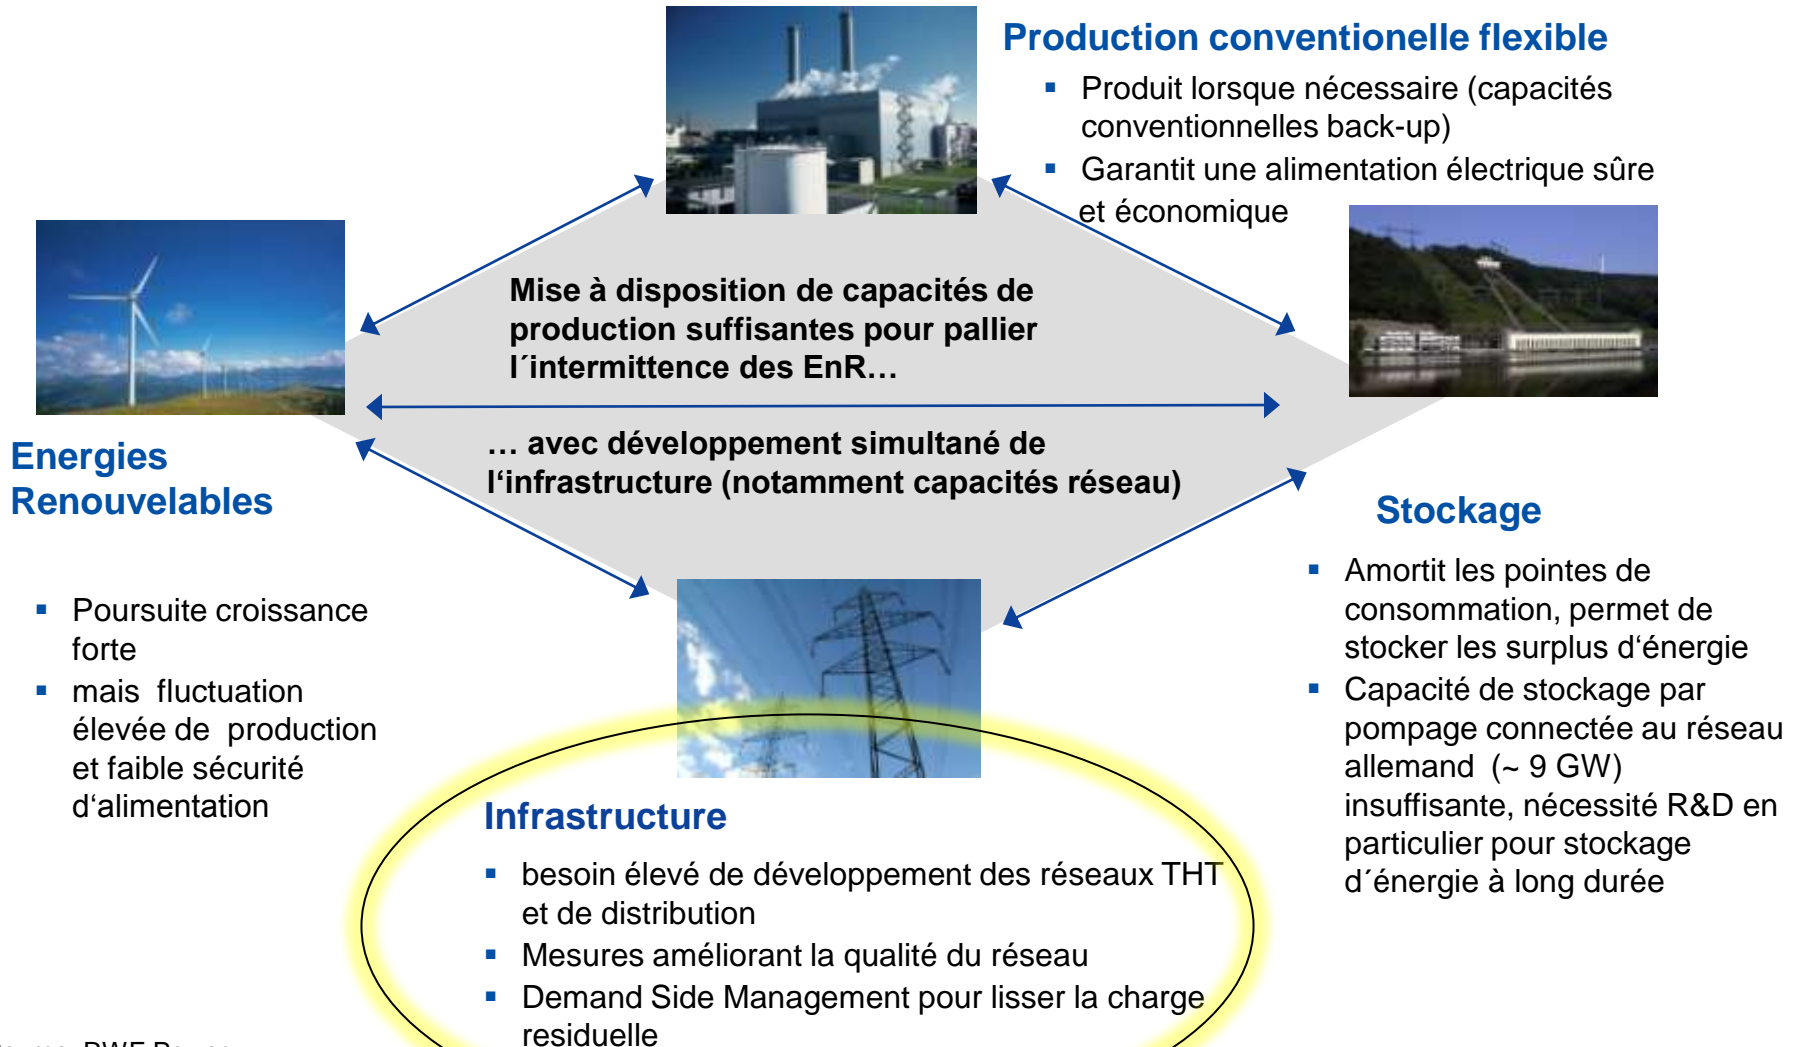 Production conventionelle flexible
▪ Produit lorsque nécessaire (capacités
conventionnelles back-up)
▪ Garantit une alimentation électrique sûre
et économique
Mise à disposition de capacités de
production suffisantes pour pallier
l´intermittence des EnR…
… avec développement simultané de
l‘infrastructure (notamment capacités réseau)
Energies
Renouvelables
▪ Poursuite croissance
forte
▪ mais fluctuation
élevée de production
et faible sécurité
d‘alimentation
Stockage
▪ Amortit les pointes de
consommation, permet de
stocker les surplus d‘énergie
▪ Capacité de stockage par
pompage connectée au réseau
allemand (~ 9 GW)
insuffisante, nécessité R&D en
particulier pour stockage
d´énergie à long durée
Infrastructure
▪ besoin élevé de développement des réseaux THT
et de distribution
▪ Mesures améliorant la qualité du réseau
▪ Demand Side Management pour lisser la charge
residuelle
RWE